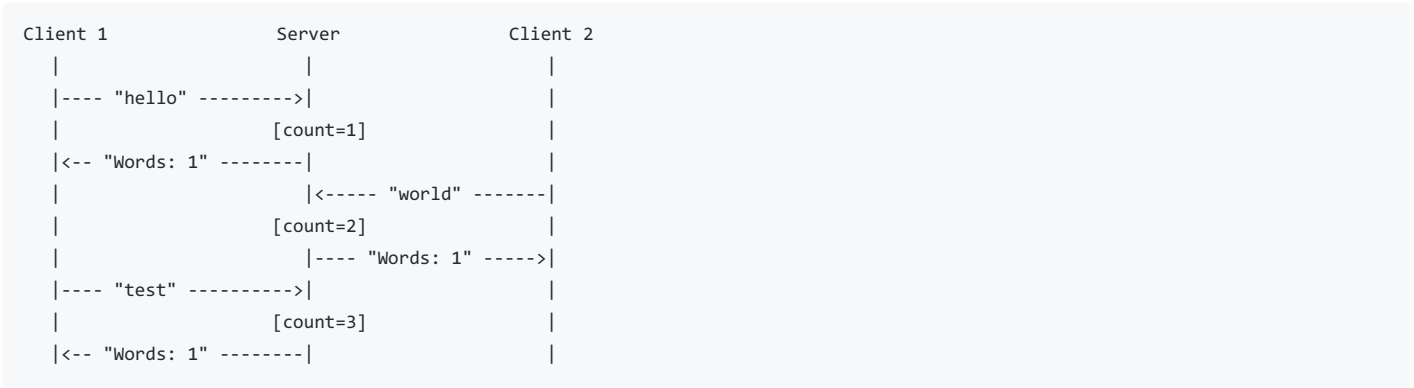 Client 1                 Server                 Client 2
   |                         |                        |
   |---- "hello" --------->|                        |
   |                     [count=1]                  |
   |<-- "Words: 1" --------|                        |
   |                         |<----- "world" -------|
   |                     [count=2]                  |
   |                         |---- "Words: 1" ----->|
   |---- "test" ---------->|                        |
   |                     [count=3]                  |
   |<-- "Words: 1" --------|                        |